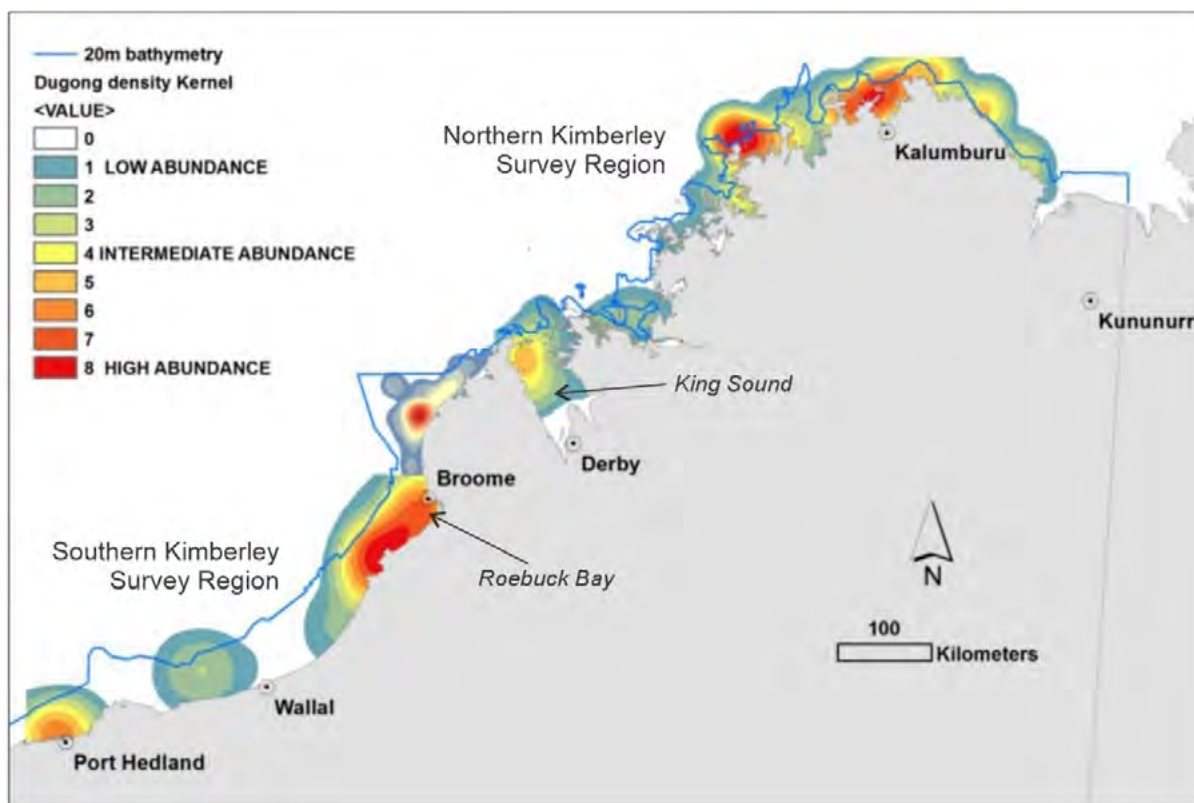 20m bathymetry
Dugong density Kernel
<VALUE>
0
1 LOW ABUNDANCE
2
3
4 INTERMEDIATE ABUNDANCE
5
6
7
8 HIGH ABUNDANCE
Northern Kimberley
Survey Region
Kalumburu
Kununurr
King Sound
Derby
Broome
Roebuck Bay
Southern Kimberley
Survey Region
N
100
Kilometers
Wallal
Port Hedland